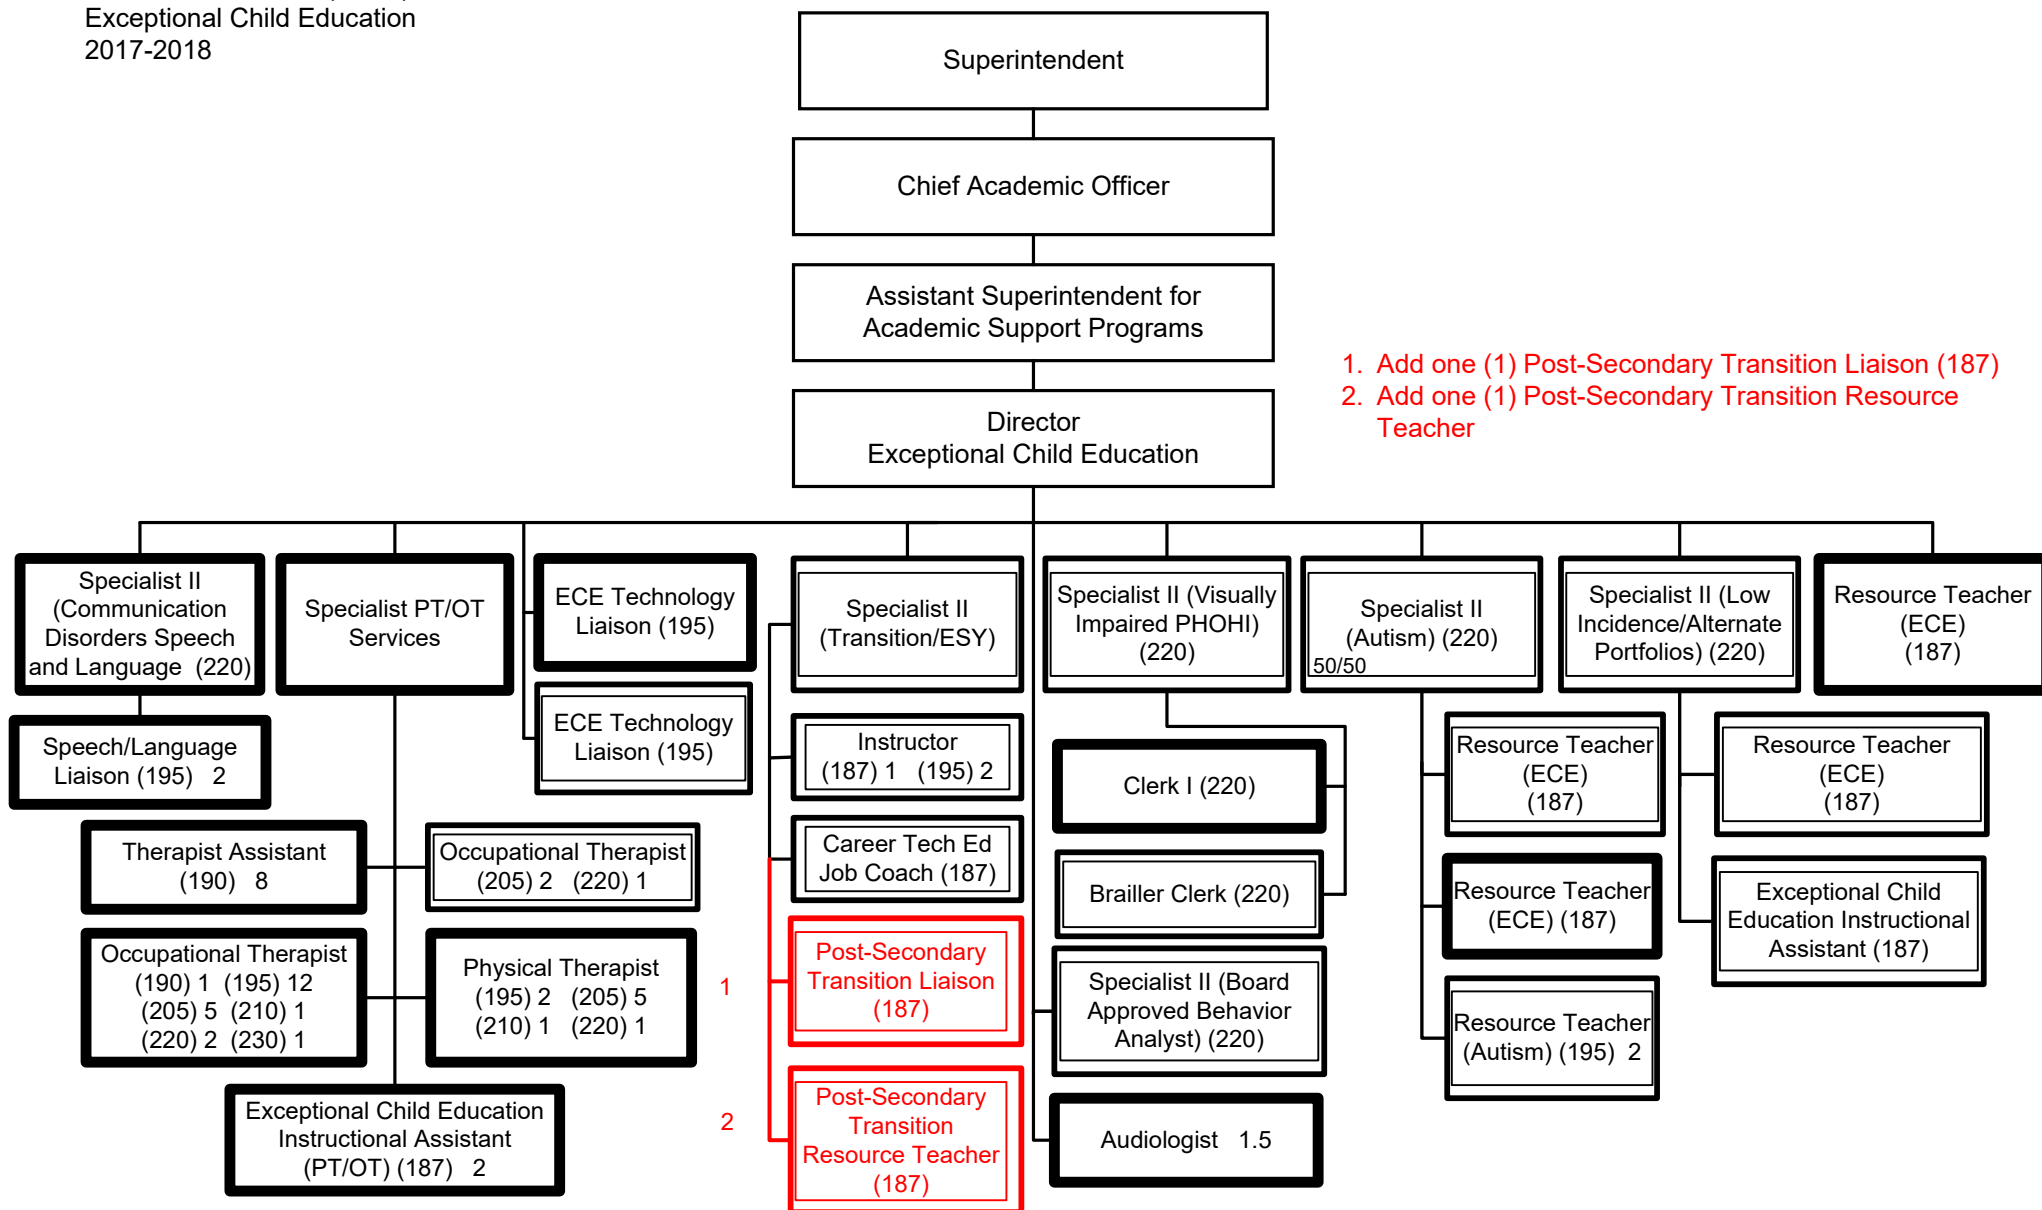 Exceptional Child Education
2017-2018
Superintendent
Chief Academic Officer
Assistant Superintendent for
Academic Support Programs
Director
Exceptional Child Education
1. Add one (1) Post-Secondary Transition Liaison (187)
2. Add one (1) Post-Secondary Transition Resource
Teacher
Specialist II
(Communication
Disorders Speech
and Language (220)
Specialist PT/OT
Services
ECE Technology
Liaison (195)
Specialist II
(Transition/ESY)
Specialist II (Visually
Impaired PHOHI)
(220)
Specialist II
(Autism) (220)
50/50
Specialist II (Low
Incidence/Alternate
Portfolios) (220)
Resource Teacher
(ECE)
(187)
Speech/Language
Liaison (195) 2
ECE Technology
Liaison (195)
Instructor
(187) 1 (195) 2
Clerk I (220)
Resource Teacher
(ECE)
(187)
Resource Teacher
(ECE)
(187)
Therapist Assistant
(190) 8
Occupational Therapist
(205) 2 (220) 1
Career Tech Ed
Job Coach (187)
Brailler Clerk (220)
Resource Teacher
(ECE) (187)
Exceptional Child
Education Instructional
Assistant (187)
Occupational Therapist
(190) 1 (195) 12
(205) 5 (210) 1
(220) 2 (230) 1
Physical Therapist
(195) 2 (205) 5
(210) 1 (220) 1
1
Post-Secondary
Transition Liaison
(187)
Specialist II (Board
Approved Behavior
Analyst) (220)
Resource Teacher
(Autism) (195) 2
Exceptional Child Education
Instructional Assistant
(PT/OT) (187) 2
2
Post-Secondary
Transition
Resource Teacher
(187)
Audiologist 1.5